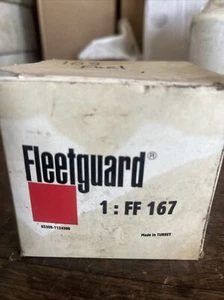 Fleetguard®
1 : FF 167
Made in TURKEY